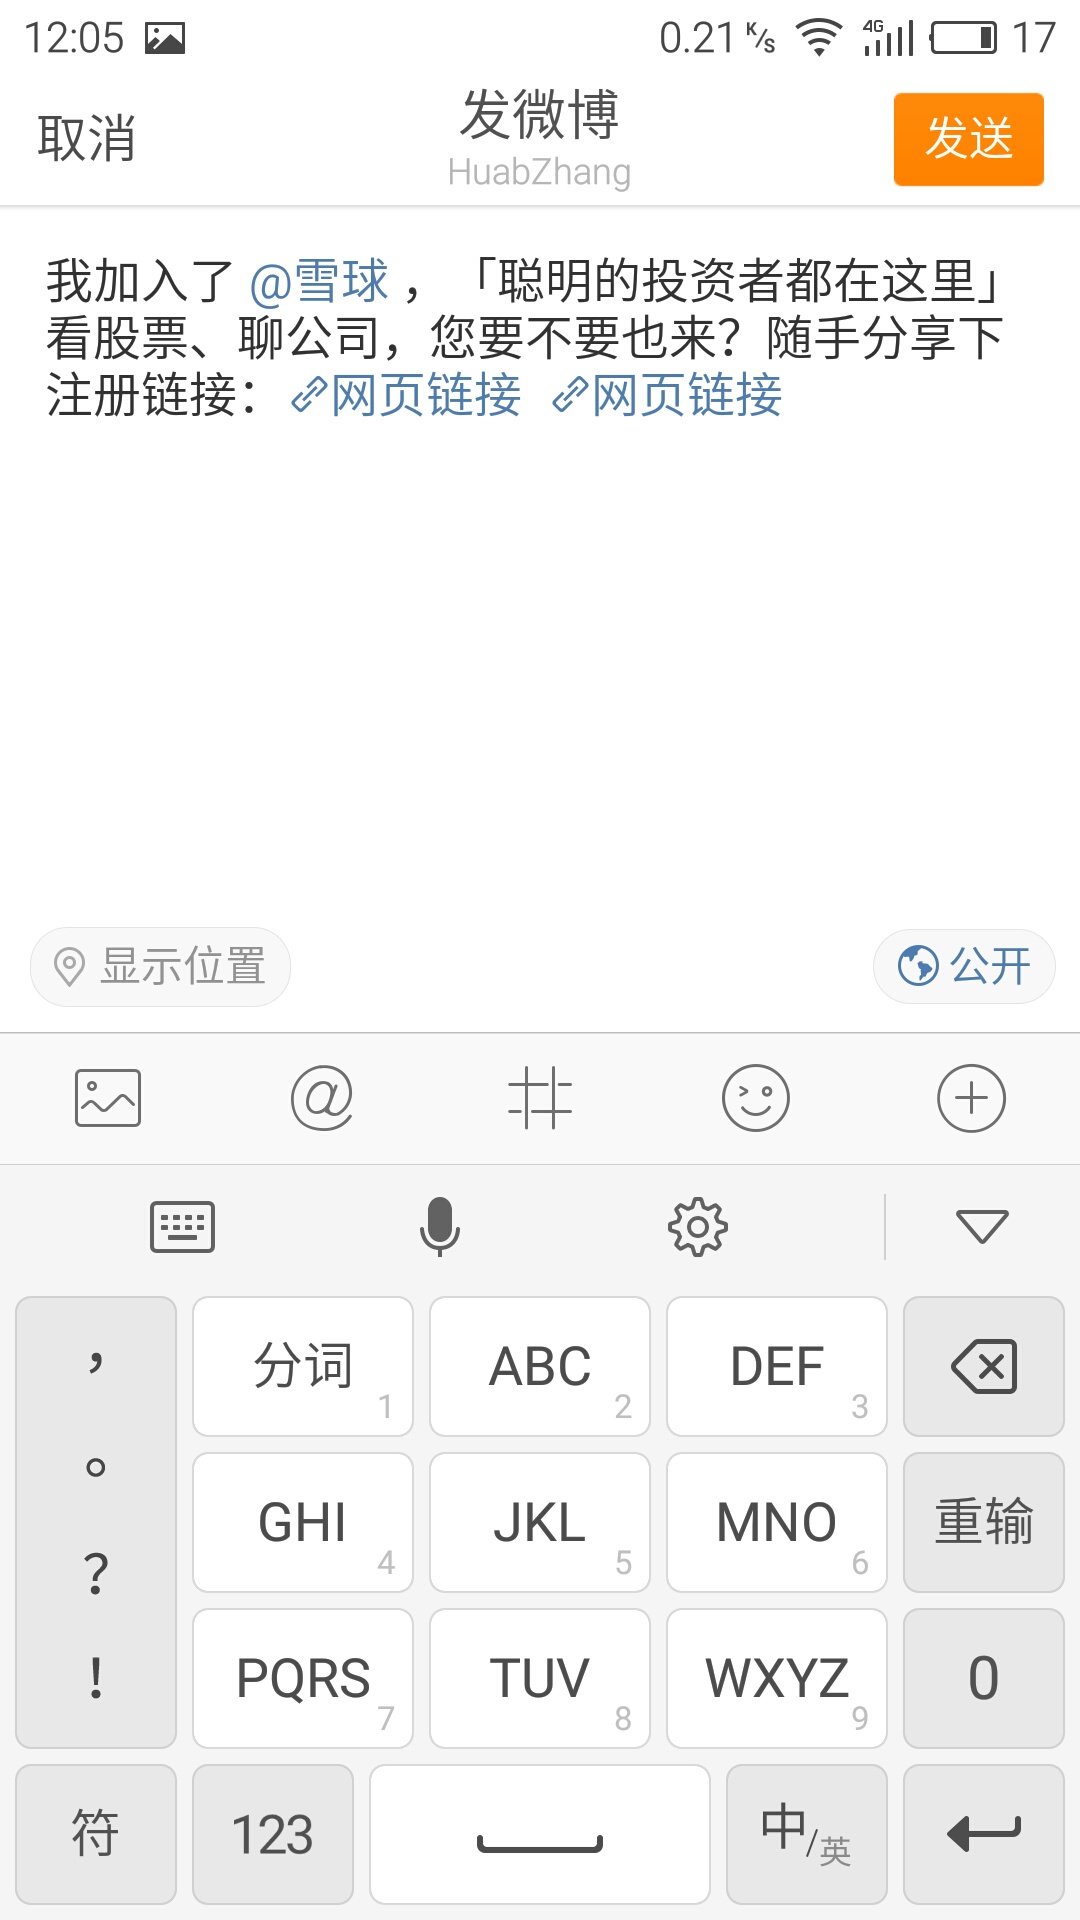 12:05 0.21 K/s 4G 17
取消 发微博 发送
HuabZhang
我加入了 @雪球 ，「聪明的投资者都在这里」
看股票、聊公司，您要不要也来？随手分享下
注册链接： 网页链接 网页链接
显示位置 公开
， 分词 1 ABC 2 DEF 3
。 GHI 4 JKL 5 MNO 6 重输
？ PQRS 7 TUV 8 WXYZ 9 0
！
符 123 中/英